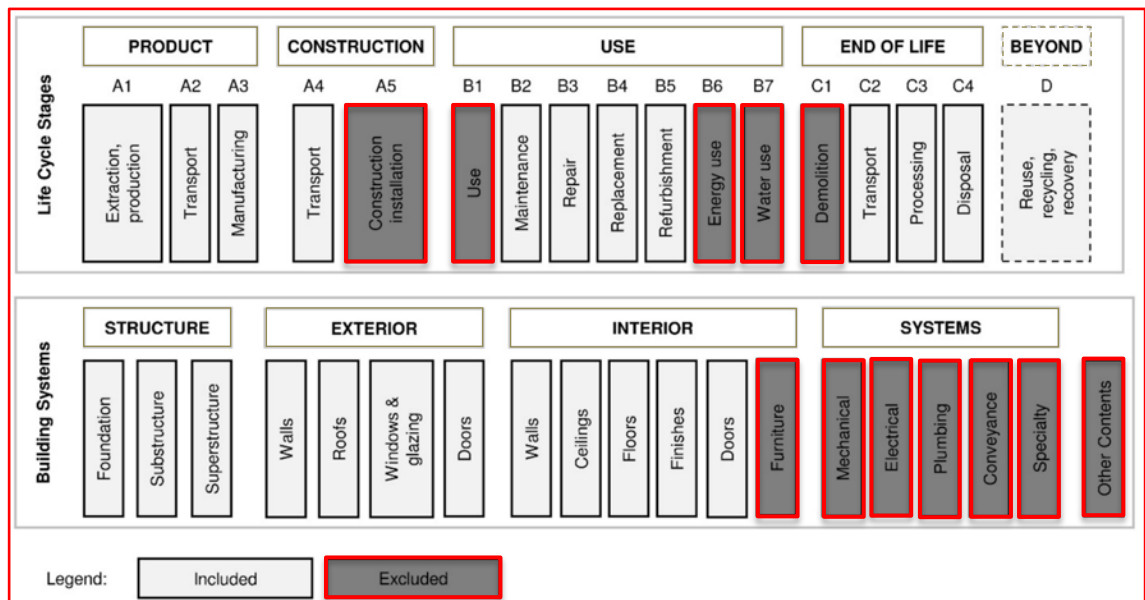 Life Cycle Stages
PRODUCT
CONSTRUCTION
USE
END OF LIFE
BEYOND
A1
A2
A3
A4
A5
B1
B2
B3
B4
B5
B6
B7
C1
C2
C3
C4
D
Extraction,
production
Transport
Manufacturing
Transport
Construction
installation
Use
Maintenance
Repair
Replacement
Refurbishment
Energy use
Water use
Demolition
Transport
Processing
Disposal
Reuse,
recycling,
recovery
Building Systems
STRUCTURE
EXTERIOR
INTERIOR
SYSTEMS
Foundation
Substructure
Superstructure
Walls
Roofs
Windows &
glazing
Doors
Walls
Ceilings
Floors
Finishes
Doors
Furniture
Mechanical
Electrical
Plumbing
Conveyance
Specialty
Other Contents
Legend:
Included
Excluded